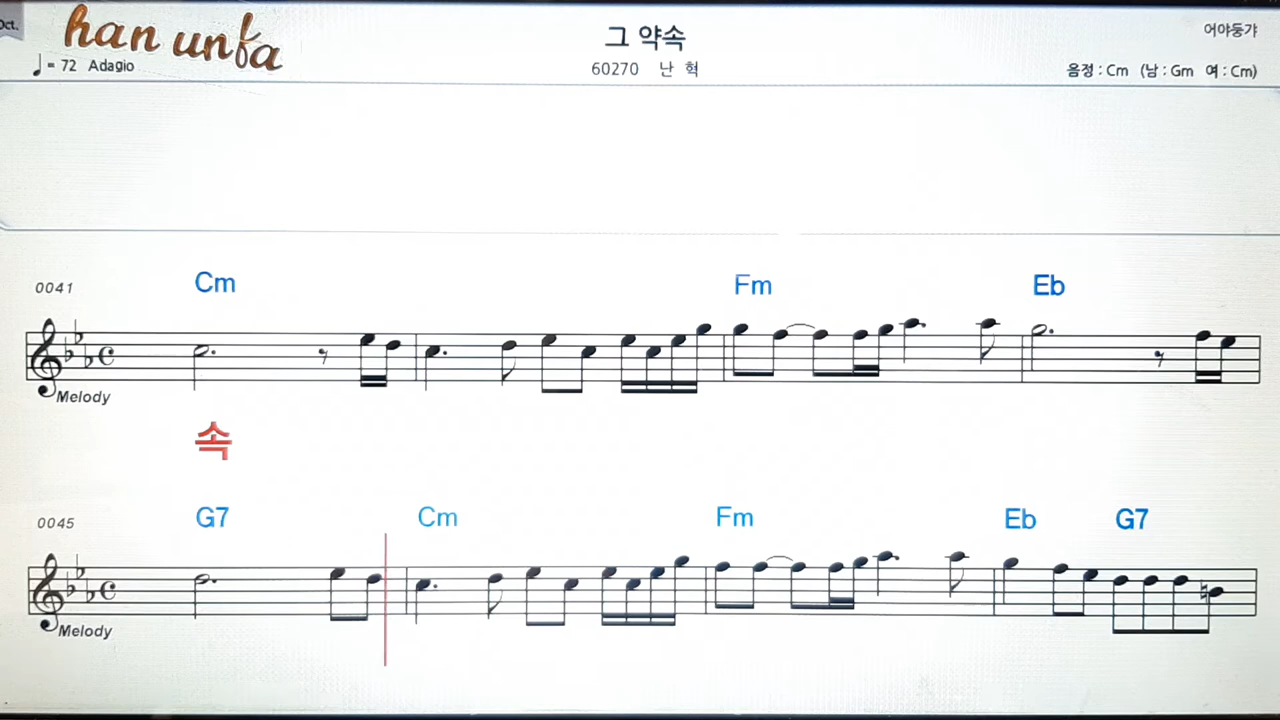 Oct.
han unfa
그 약속
어야둥갸
♩= 72 Adagio
60270 난 혁
음정 : Cm (남 : Gm 여 : Cm)
0041
Cm Fm Eb
Melody
속
0045
G7 Cm Fm Eb G7
Melody